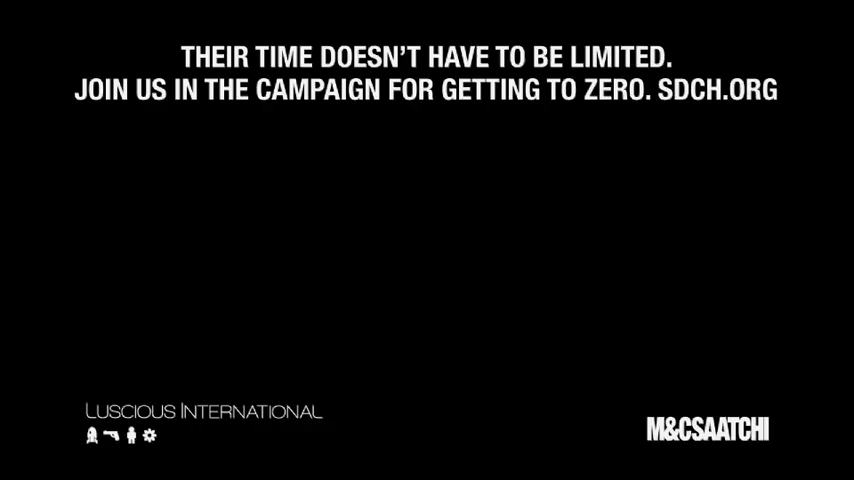 THEIR TIME DOESN'T HAVE TO BE LIMITED.
JOIN US IN THE CAMPAIGN FOR GETTING TO ZERO. SDCH.ORG
LUSCIOUS INTERNATIONAL
M&CSAATCHI